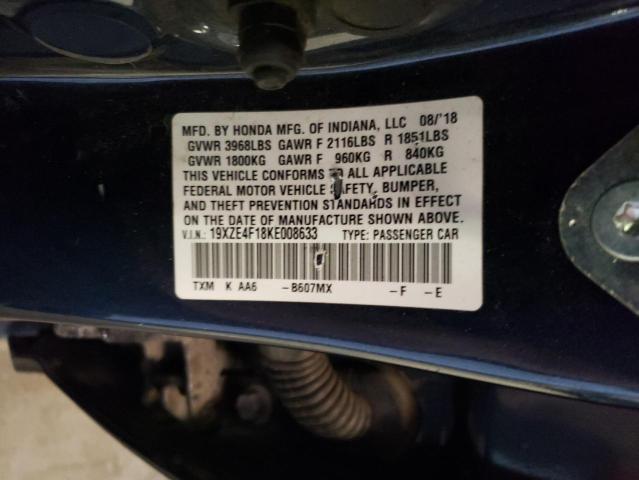 MFD. BY HONDA MFG. OF INDIANA, LLC 08/'18
GVWR 3968LBS GAWR F 2116LBS R 1851LBS
GVWR 1800KG GAWR F 960KG R 840KG
THIS VEHICLE CONFORMS TO ALL APPLICABLE
FEDERAL MOTOR VEHICLE SAFETY, BUMPER,
AND THEFT PREVENTION STANDARDS IN EFFECT
ON THE DATE OF MANUFACTURE SHOWN ABOVE.
V.I.N.: 19XZE4F18KE008633 TYPE: PASSENGER CAR
TXM K AA6 -B607MX -F -E